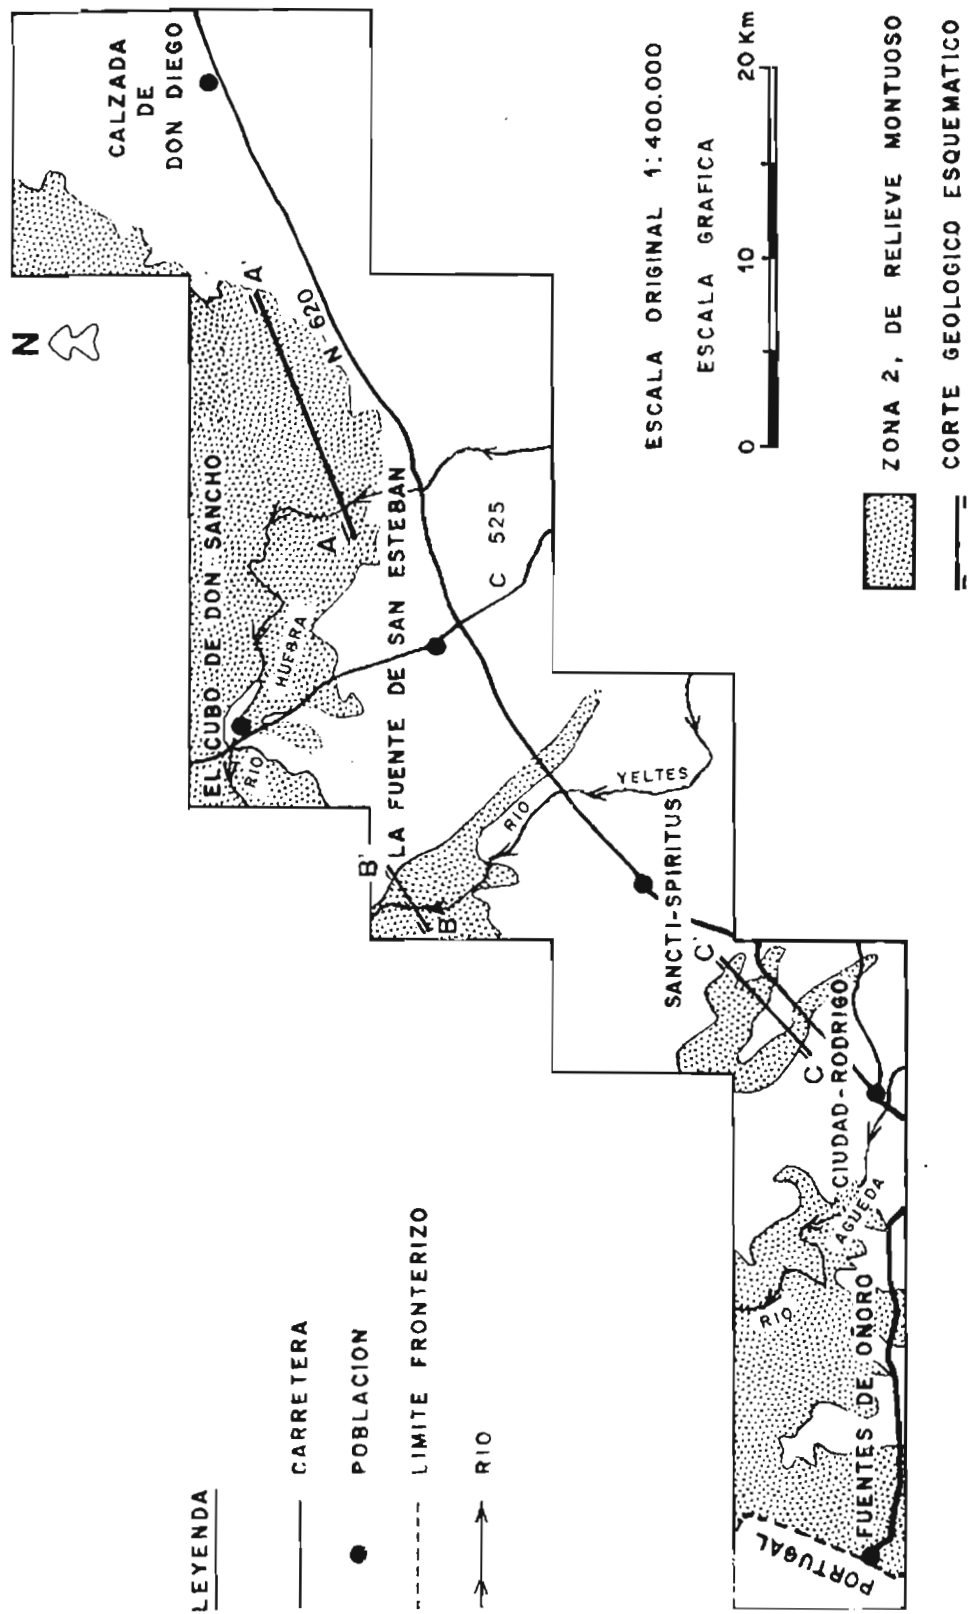 CALZADA
DE
DON DIEGO
N
A
N-620
A
EL CUBO DE DON SANCHO
HUEBRA
RIO
LA FUENTE DE SAN ESTEBAN
C 525
B'
B
RIO
YELTES
SANCTI-SPIRITUS
C'
C
CIUDAD-RODRIGO
AGUEDA
RIO
FUENTES DE OÑORO
PORTUGAL
LEYENDA
CARRETERA
POBLACION
LIMITE FRONTERIZO
RIO
ESCALA ORIGINAL 1:400.000
ESCALA GRAFICA
0 10 20 Km
ZONA 2, DE RELIEVE MONTUOSO
CORTE GEOLOGICO ESQUEMATICO